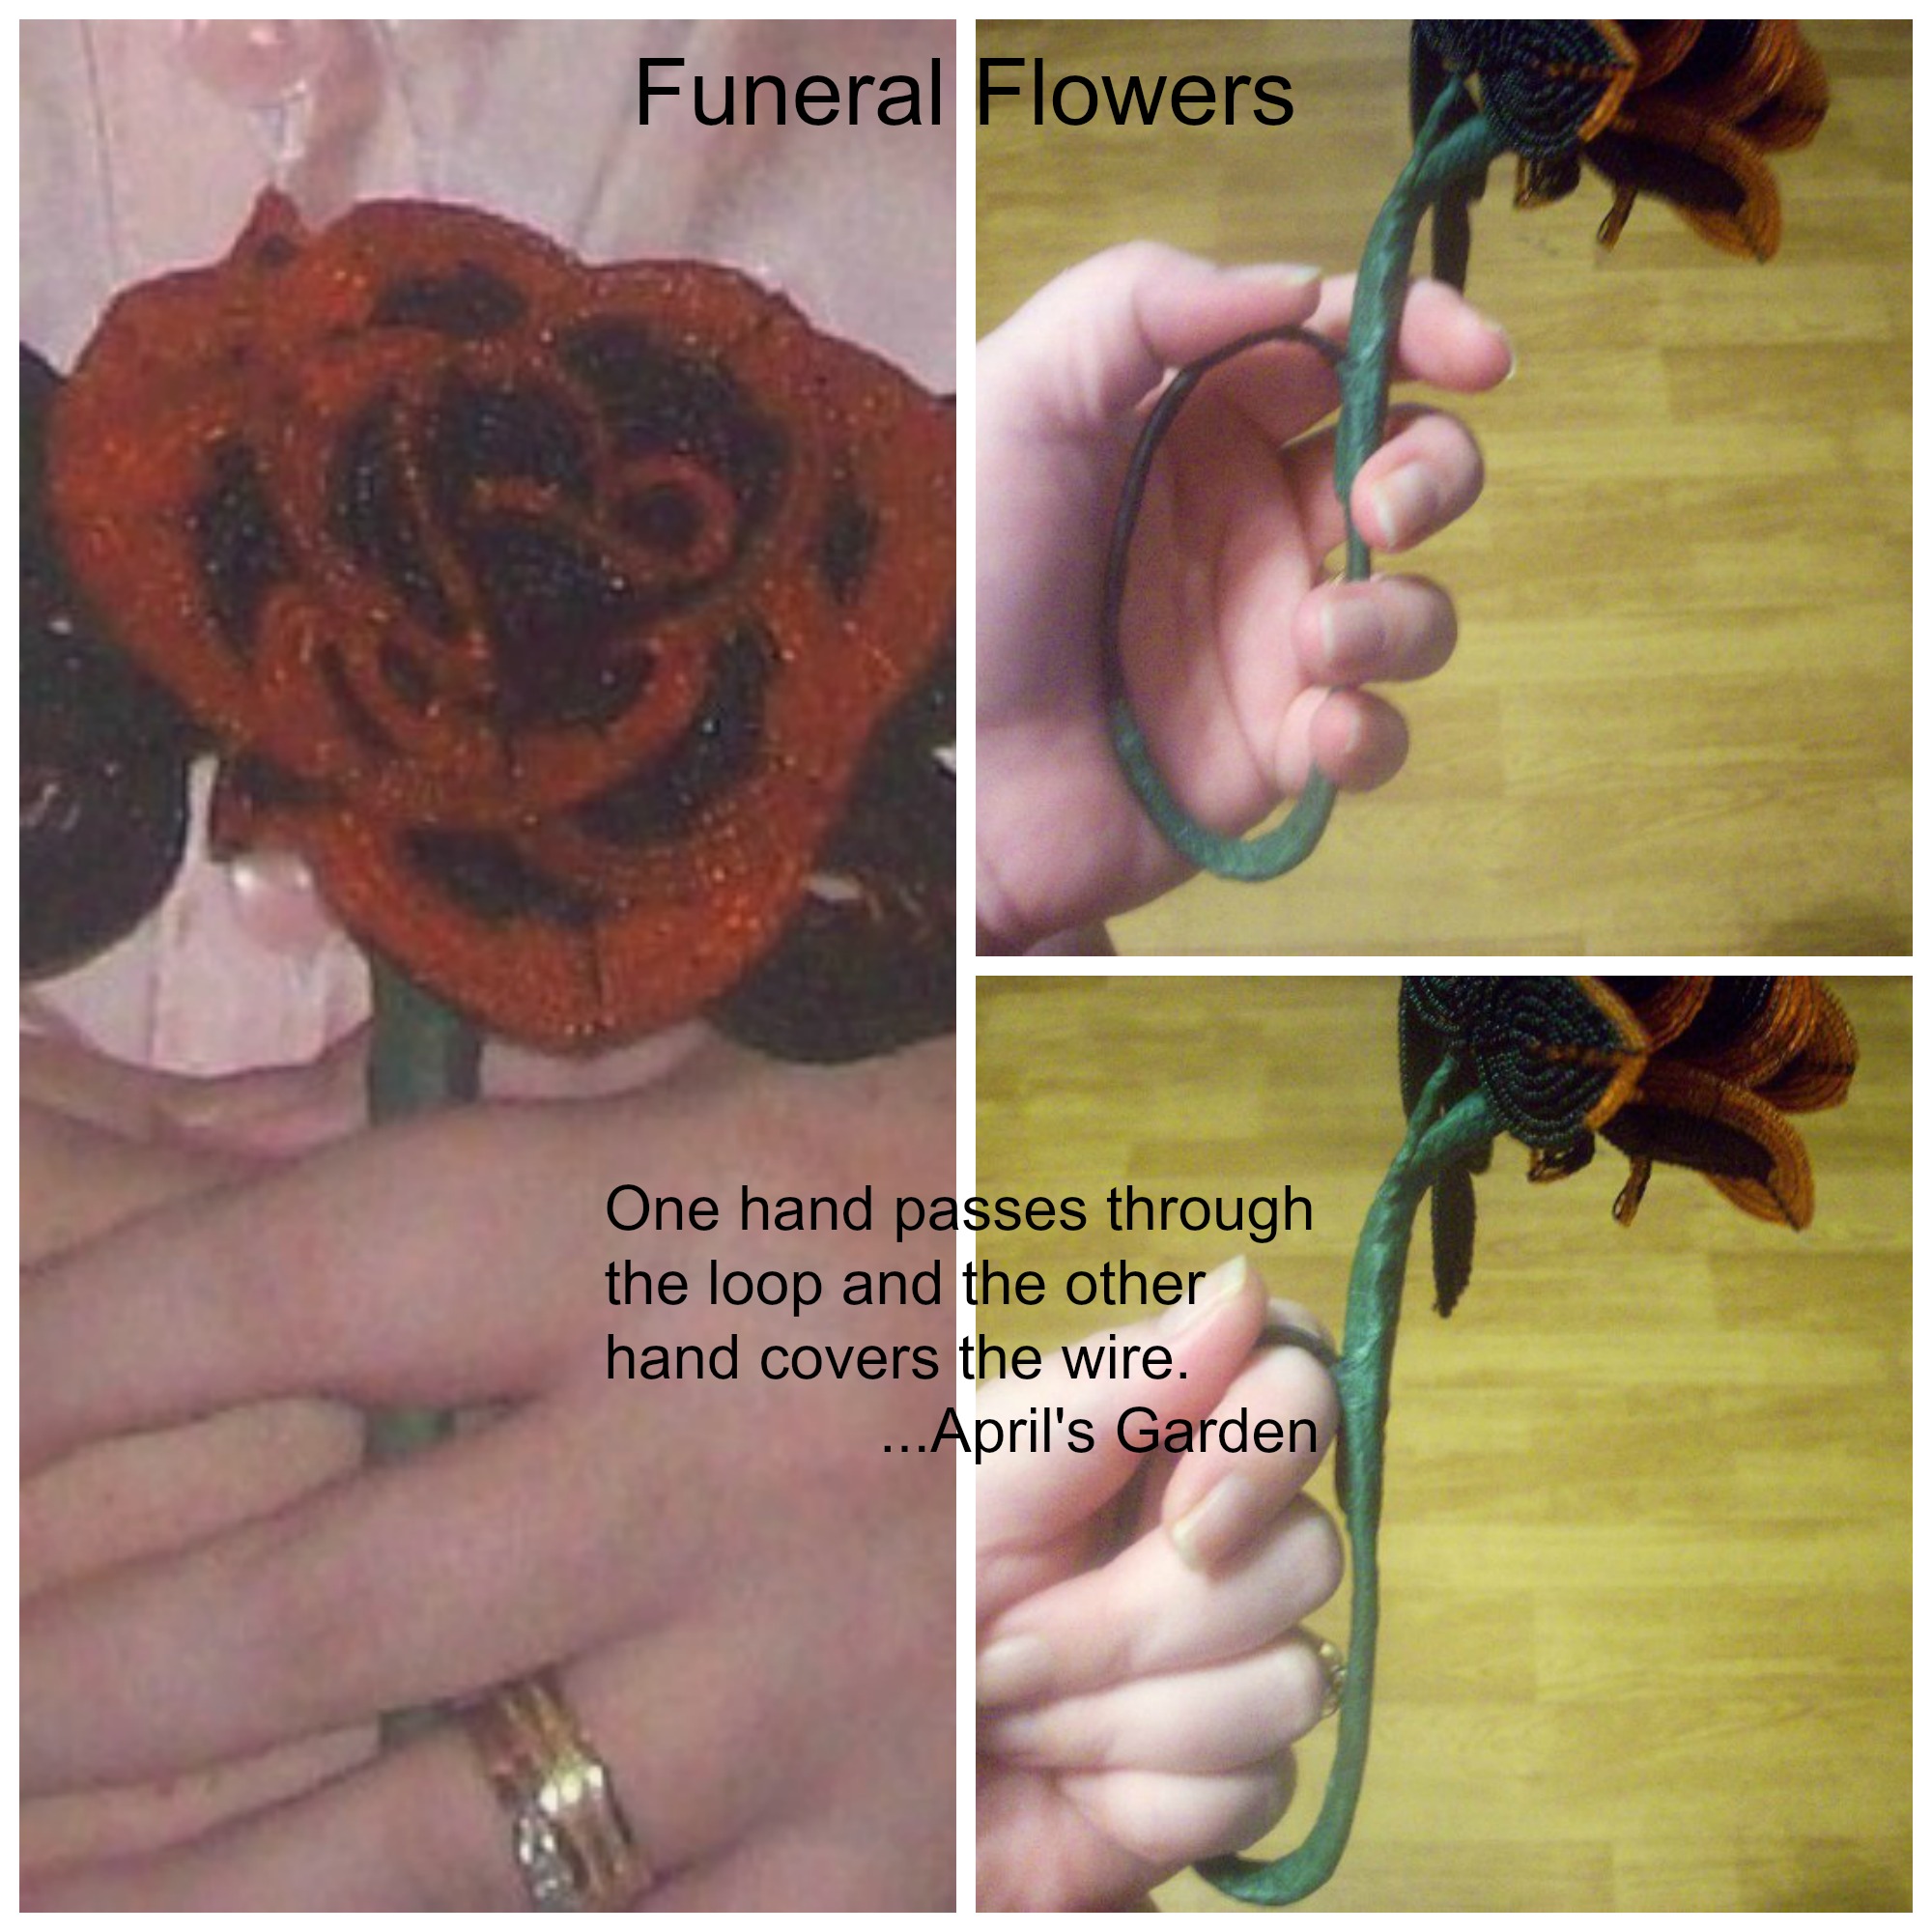 Funeral Flowers
One hand passes through
the loop and the other
hand covers the wire.
...April's Garden